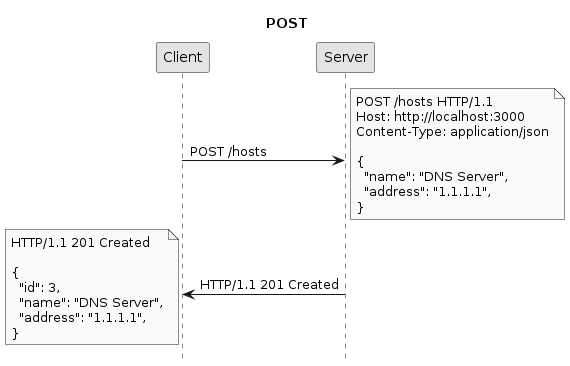 POST
Client
Server
POST /hosts HTTP/1.1
Host: http://localhost:3000
Content-Type: application/json
{
"name": "DNS Server",
"address": "1.1.1.1",
}
POST /hosts
HTTP/1.1 201 Created
{
"id": 3,
"name": "DNS Server",
"address": "1.1.1.1",
}
HTTP/1.1 201 Created